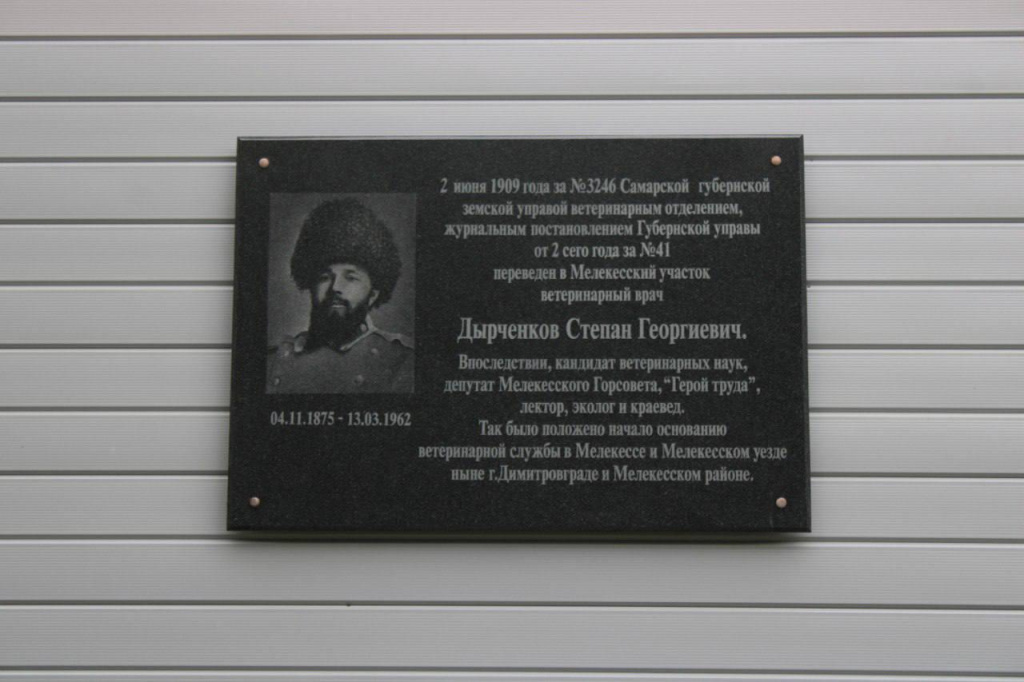 2 июня 1909 года за №3246 Самарской губернской
земской управой ветеринарным отделением,
журнальным постановлением Губернской управы
от 2 сего года за №41
переведен в Мелекесский участок
ветеринарный врач
Дырченков Степан Георгиевич.
Впоследствии, кандидат ветеринарных наук,
депутат Мелекесского Горсовета, “Герой труда”,
лектор, эколог и краевед.
Так было положено начало основанию
ветеринарной службы в Мелекессе и Мелекесском уезде
ныне г.Димитровграде и Мелекесском районе.
04.11.1875 - 13.03.1962